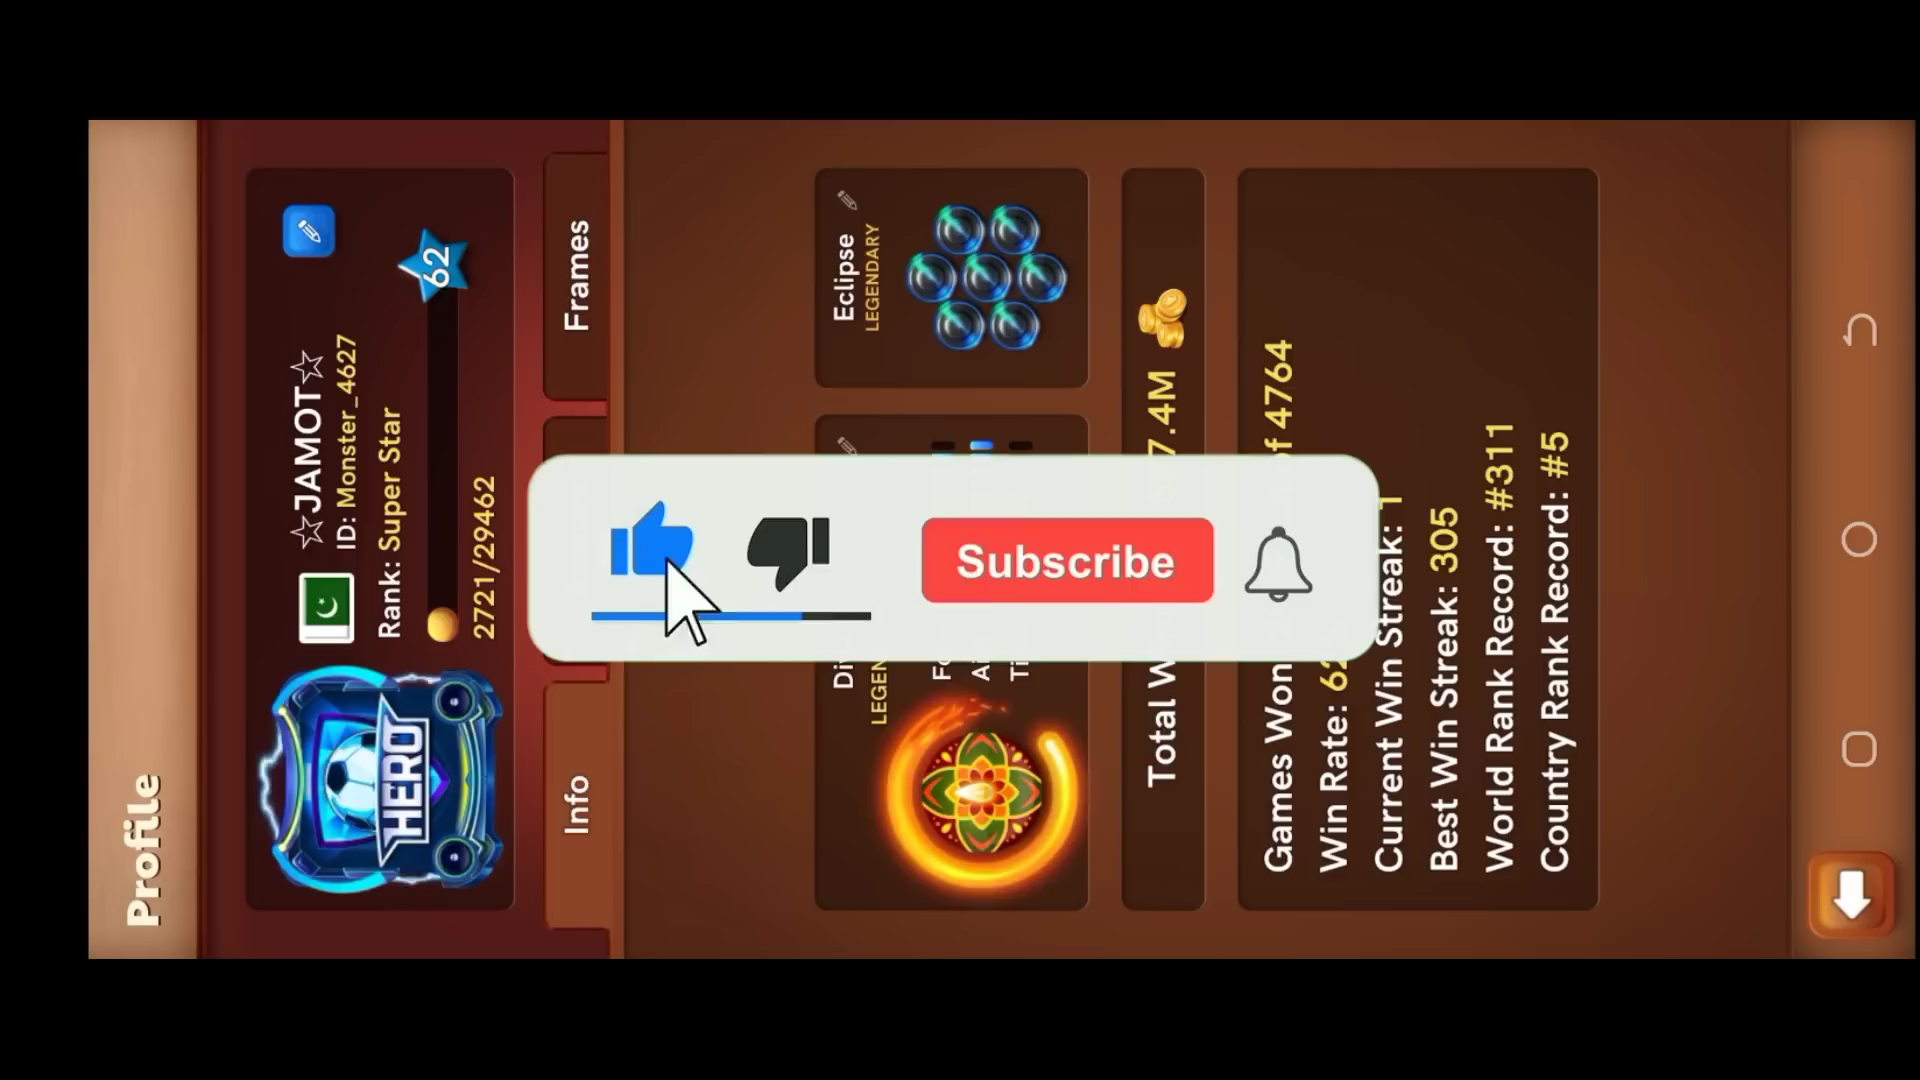 Profile
☆JAMOT☆
ID: Monster_4627
Rank: Super Star
62
2721/29462
HERO
Info
Frames
LEGEN
Eclipse
LEGENDARY
Total
7.4M
Games Won
of 4764
Win Rate: 62
Current Win Streak: 1
Best Win Streak: 305
World Rank Record: #311
Country Rank Record: #5
Subscribe